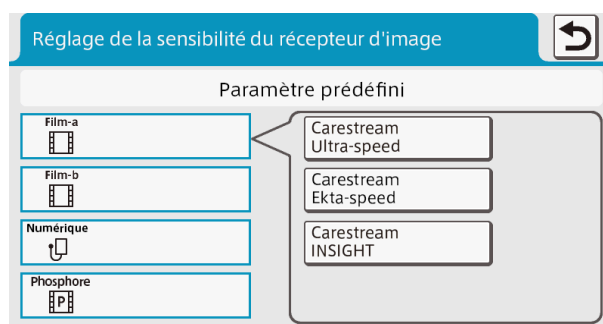 Réglage de la sensibilité du récepteur d'image
Paramètre prédéfini
Film-a
Film-b
Numérique
Phosphore
P
Carestream
Ultra-speed
Carestream
Ekta-speed
Carestream
INSIGHT